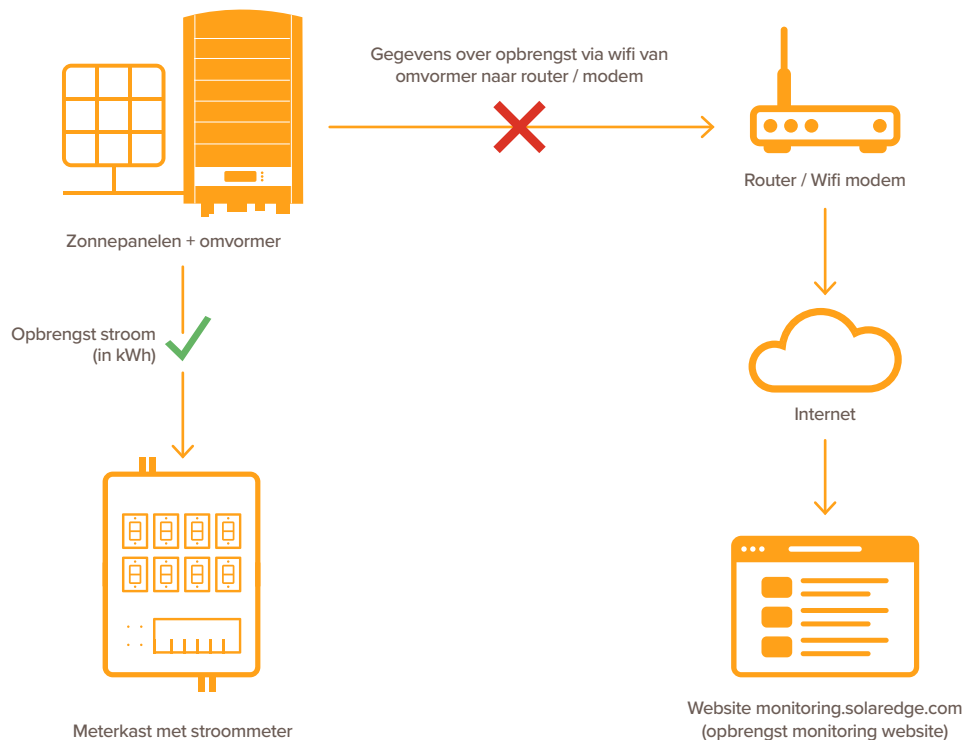 Gegevens over opbrengst via wifi van
omvormer naar router / modem
Router / Wifi modem
Zonnepanelen + omvormer
Opbrengst stroom
(in kWh)
Internet
Meterkast met stroommeter
Website monitoring.solaredge.com
(opbrengst monitoring website)